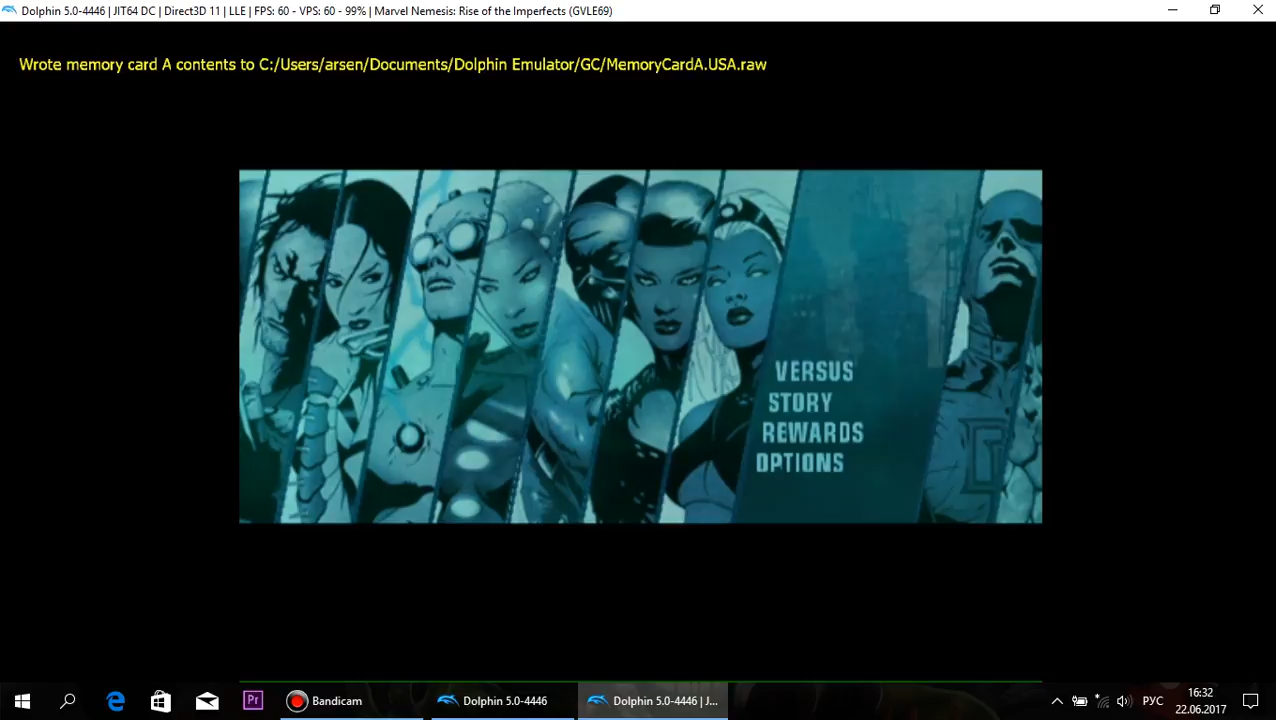 Dolphin 5.0-4446 | JIT64 DC | Direct3D 11 | LLE | FPS: 60 - VPS: 60 - 99% | Marvel Nemesis: Rise of the Imperfects (GVLE69)
Wrote memory card A contents to C:/Users/arsen/Documents/Dolphin Emulator/GC/MemoryCardA.USA.raw
VERSUS
STORY
REWARDS
OPTIONS
Pr
Bandicam
Dolphin 5.0-4446
Dolphin 5.0-4446 | J...
РУС
16:32
22.06.2017